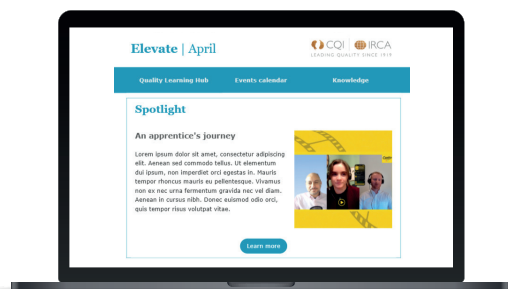 Elevate | April
CQI IRCA
LEADING QUALITY SINCE 1919
Quality Learning Hub Events calendar Knowledge
Spotlight
An apprentice's journey
Lorem ipsum dolor sit amet, consectetur adipiscing
elit. Aenean sed commodo tellus. Ut elementum
dui ipsum, non imperdiet orci egestas in. Mauris
tempor rhoncus mauris eu pellentesque. Vivamus
non ex nec urna fermentum gravida nec vel diam.
Aenean in cursus nibh. Donec euismod odio orci,
quis tempor risus volutpat vitae.
Learn more